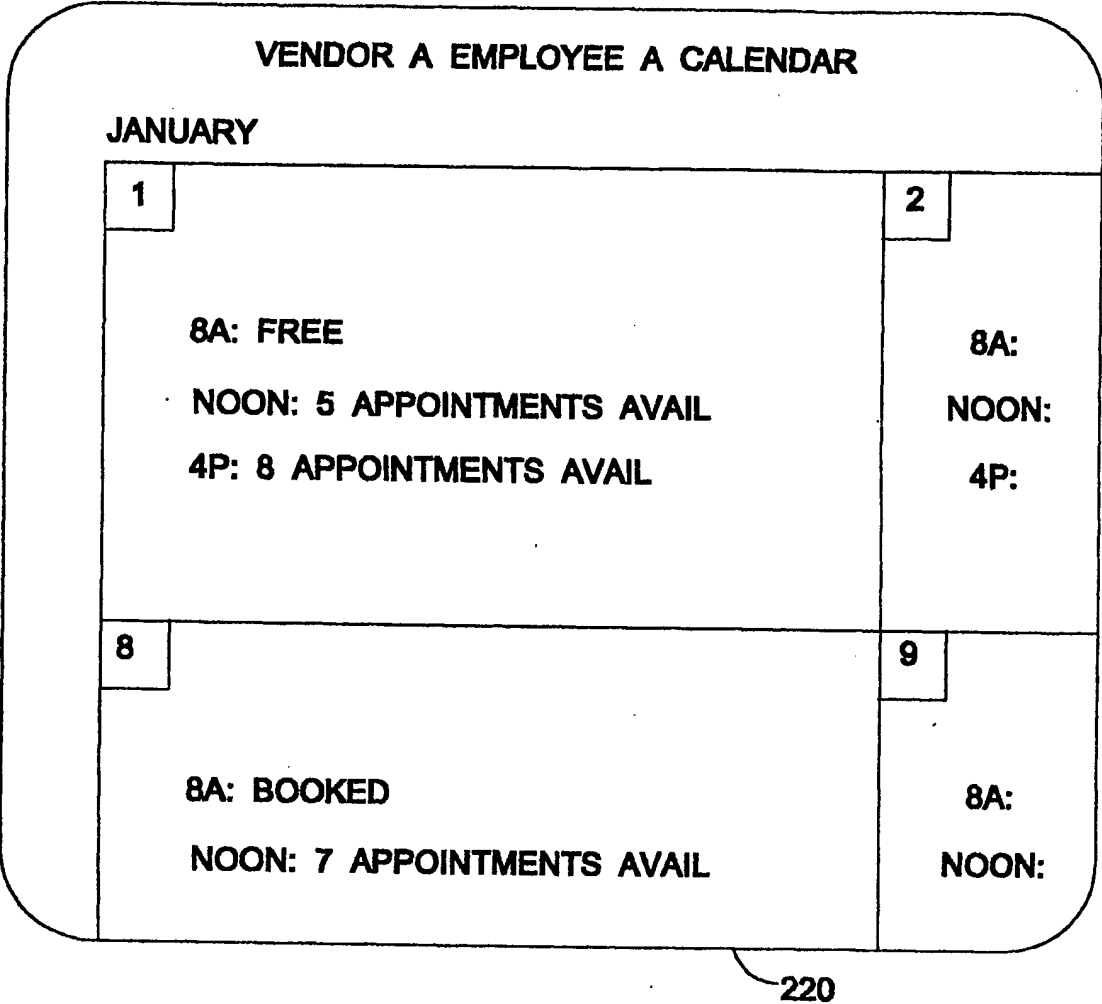 VENDOR A EMPLOYEE A CALENDAR
JANUARY
1
8A: FREE
NOON: 5 APPOINTMENTS AVAIL
4P: 8 APPOINTMENTS AVAIL
2
8A:
NOON:
4P:
8
8A: BOOKED
NOON: 7 APPOINTMENTS AVAIL
9
8A:
NOON:
220